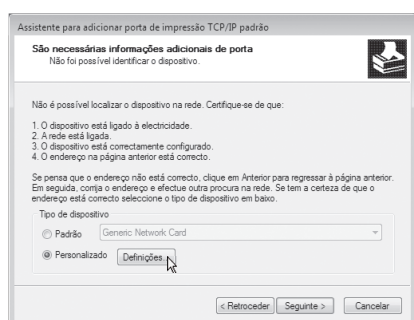 Assistente para adicionar porta de impressão TCP/IP padrão
São necessárias informações adicionais de porta
Não foi possível identificar o dispositivo.
Não é possível localizar o dispositivo na rede. Certifique-se de que:
1. O dispositivo está ligado à electricidade.
2. A rede está ligada.
3. O dispositivo está correctamente configurado.
4. O endereço na página anterior está correcto.
Se pensa que o endereço não está correcto, clique em Anterior para regressar à página anterior.
Em seguida, corrija o endereço e efectue outra procura na rede. Se tem a certeza de que o
endereço está correcto seleccione o tipo de dispositivo em baixo.
Tipo de dispositivo
Padrão
Generic Network Card
Personalizado
Definições...
< Retroceder
Seguinte >
Cancelar